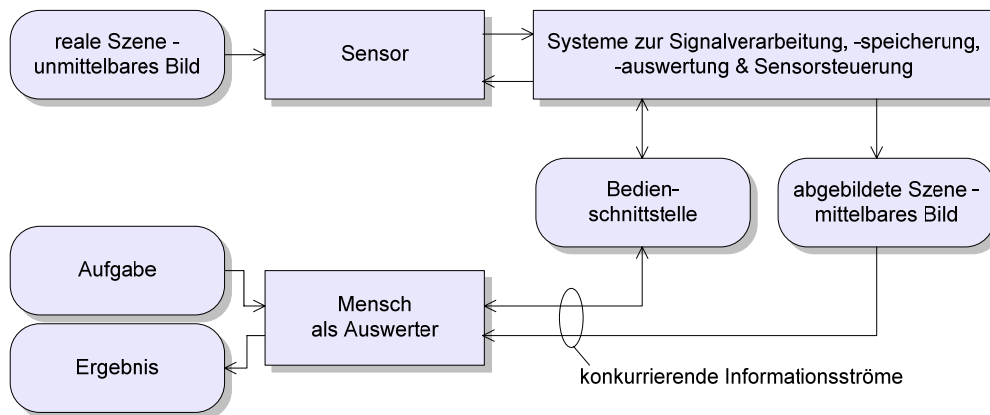 reale Szene -
unmittelbares Bild
Sensor
Systeme zur Signalverarbeitung, -speicherung,
-auswertung & Sensorsteuerung
Bedien-
schnittstelle
abgebildete Szene -
mittelbares Bild
Aufgabe
Mensch
als Auswerter
Ergebnis
konkurrierende Informationsströme